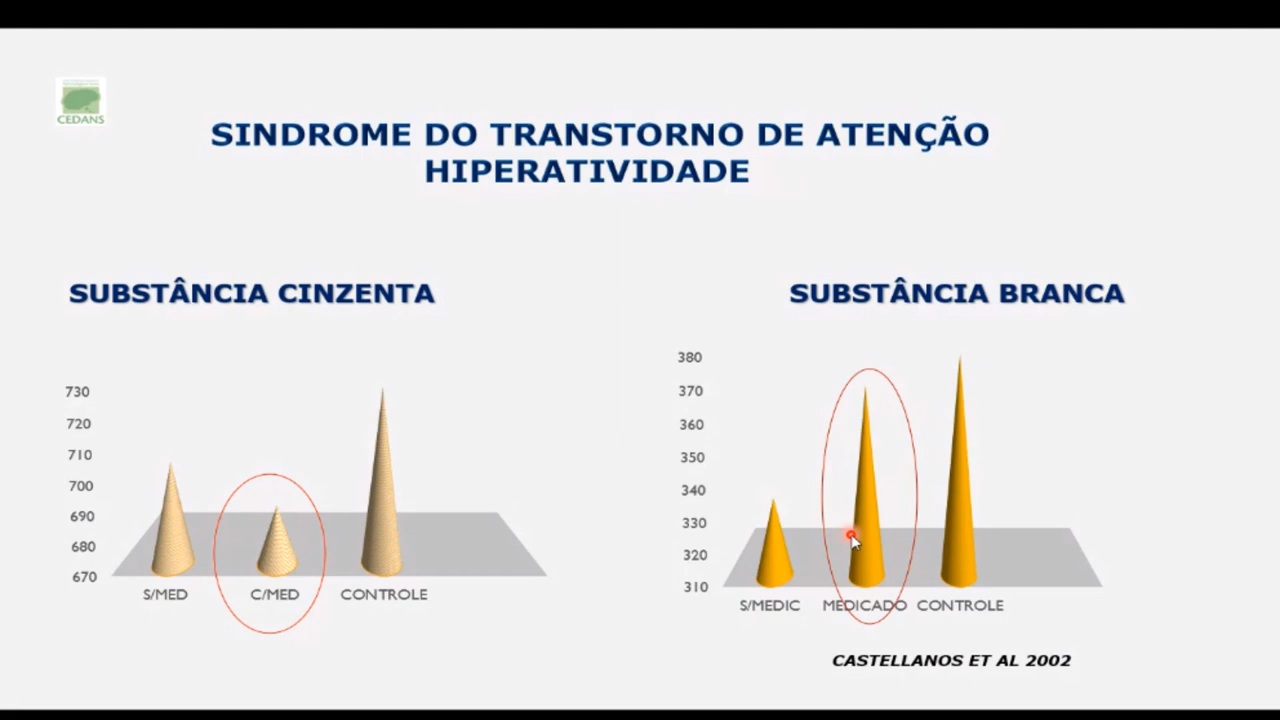 CEDANS
SINDROME DO TRANSTORNO DE ATENÇÃO
HIPERATIVIDADE
SUBSTÂNCIA CINZENTA
730
720
710
700
690
680
670
S/MED C/MED CONTROLE
SUBSTÂNCIA BRANCA
380
370
360
350
340
330
320
310
S/MEDIC MEDICADO CONTROLE
CASTELLANOS ET AL 2002